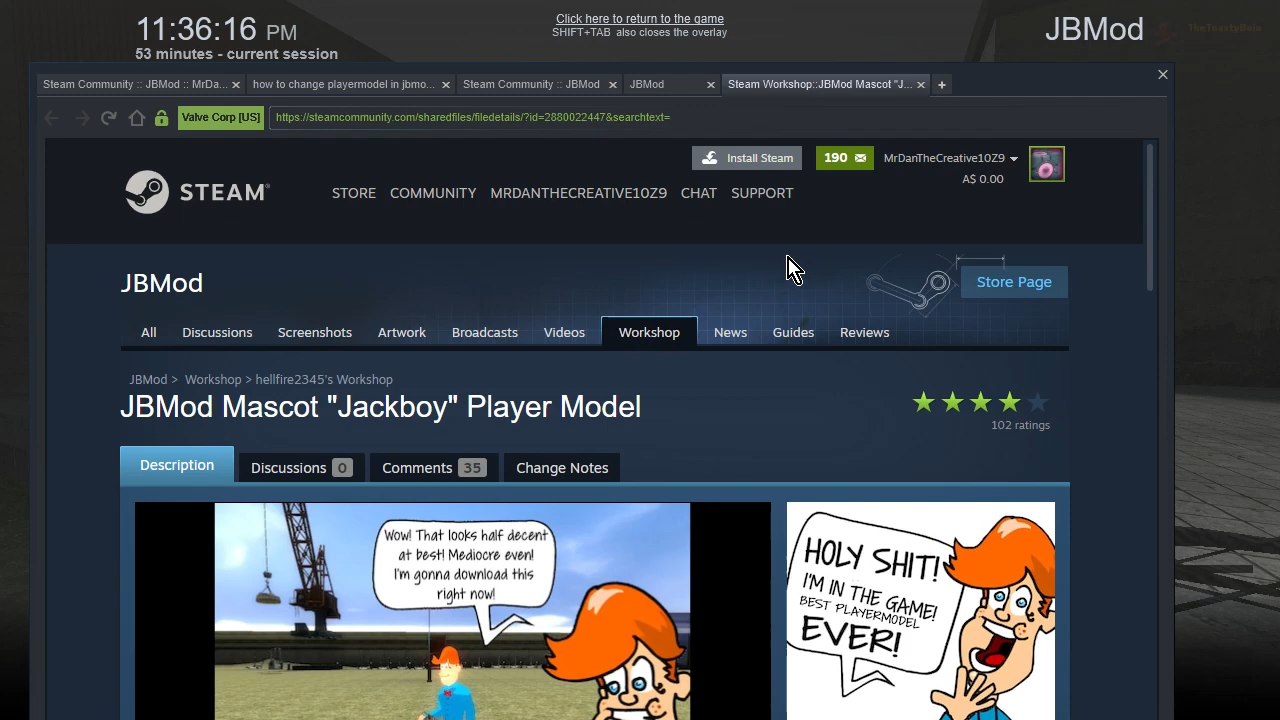 11:36:16 PM
53 minutes - current session
Click here to return to the game
SHIFT+TAB also closes the overlay
JBMod
TheToastaBoie
Steam Community :: JBMod :: MrDa...
how to change playermodel in jbmo...
Steam Community :: JBMod
JBMod
Steam Workshop::JBMod Mascot "J...
Valve Corp [US]
https://steamcommunity.com/sharedfiles/filedetails/?id=2880022447&searchtext=
Install Steam
190
MrDanTheCreative10Z9
A$ 0.00
STEAM®
STORE COMMUNITY MRDANTHECREATIVE10Z9 CHAT SUPPORT
JBMod
Store Page
All Discussions Screenshots Artwork Broadcasts Videos Workshop News Guides Reviews
JBMod > Workshop > hellfire2345's Workshop
JBMod Mascot "Jackboy" Player Model
102 ratings
Description Discussions 0 Comments 35 Change Notes
Wow! That looks half decent
at best! Mediocre even!
I'm gonna download this
right now!
HOLY SHIT!
I'M IN THE GAME!
BEST PLAYERMODEL
EVER!